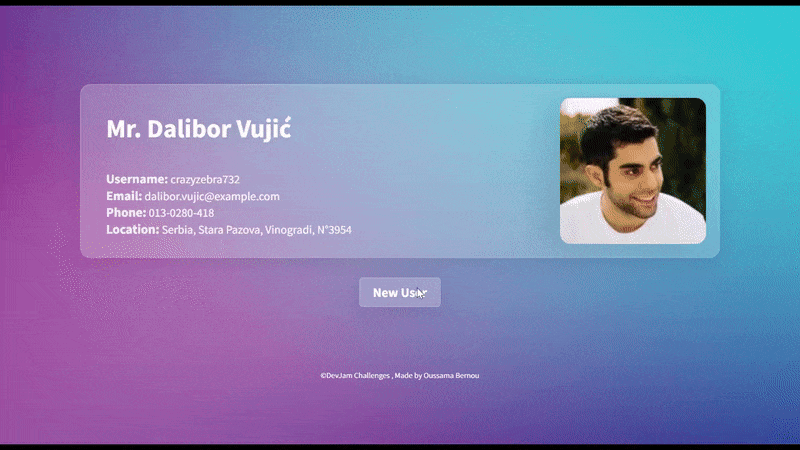 Mr. Dalibor Vujić
Username: crazyzebra732
Email: dalibor.vujic@example.com
Phone: 013-0280-418
Location: Serbia, Stara Pazova, Vinogradi, N°3954
New User
©DevJam Challenges , Made by Oussama Bernou